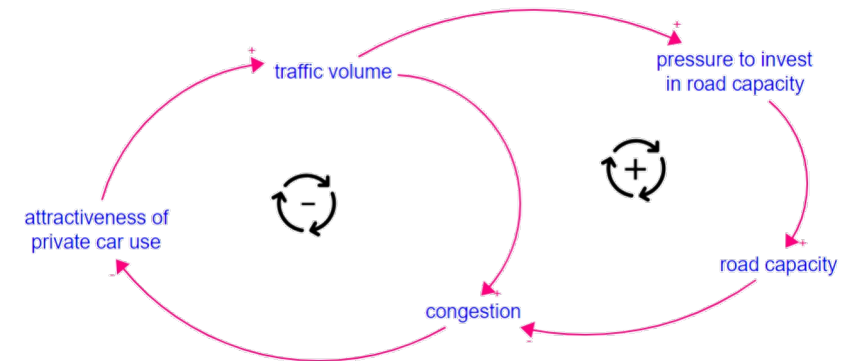 +
+
traffic volume
pressure to invest
in road capacity
+
-
attractiveness of
private car use
+
road capacity
-
+
congestion
-